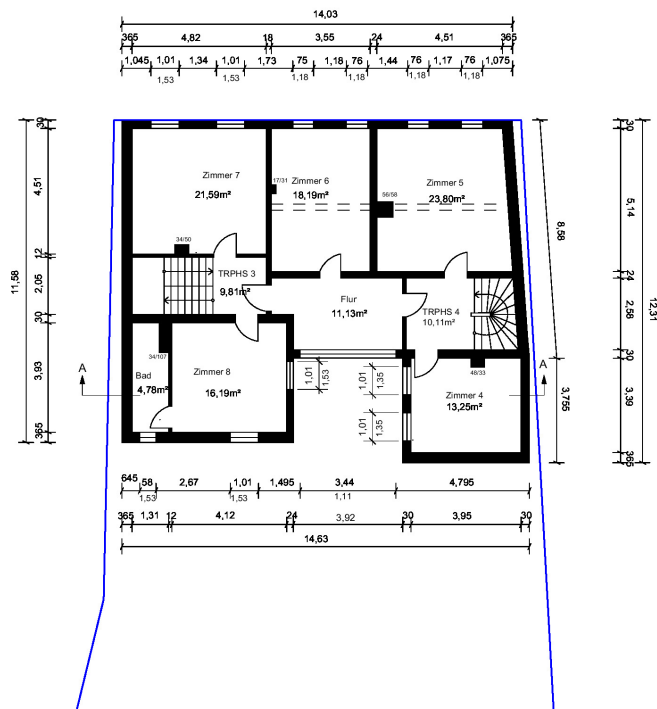 14,03
365 4,82 18 3,55 24 4,51 365
1,045 1,01 1,34 1,01 1,73 75 1,18 76 1,44 76 1,17 76 1,075
1,53 1,53 1,18 1,18 1,18 1,18
11,58
30 4,51 12 2,05 30 3,93 365
Zimmer 7
21,59m²
17/31
Zimmer 6
18,19m²
56/58
Zimmer 5
23,80m²
34/50
TRPHS 3
9,81m²
Flur
11,13m²
TRPHS 4
10,11m²
34/107
Bad
4,78m²
Zimmer 8
16,19m²
1,01
1,53
1,01
1,35
1,01
1,35
48/33
Zimmer 4
13,25m²
A
A
8,58
3,755
30 5,14 24 2,58 30 3,39 365
12,31
645 58 2,67 1,01 1,495 3,44 4,795
1,53 1,53 1,11
365 1,31 12 4,12 24 3,92 30 3,95 30
14,63